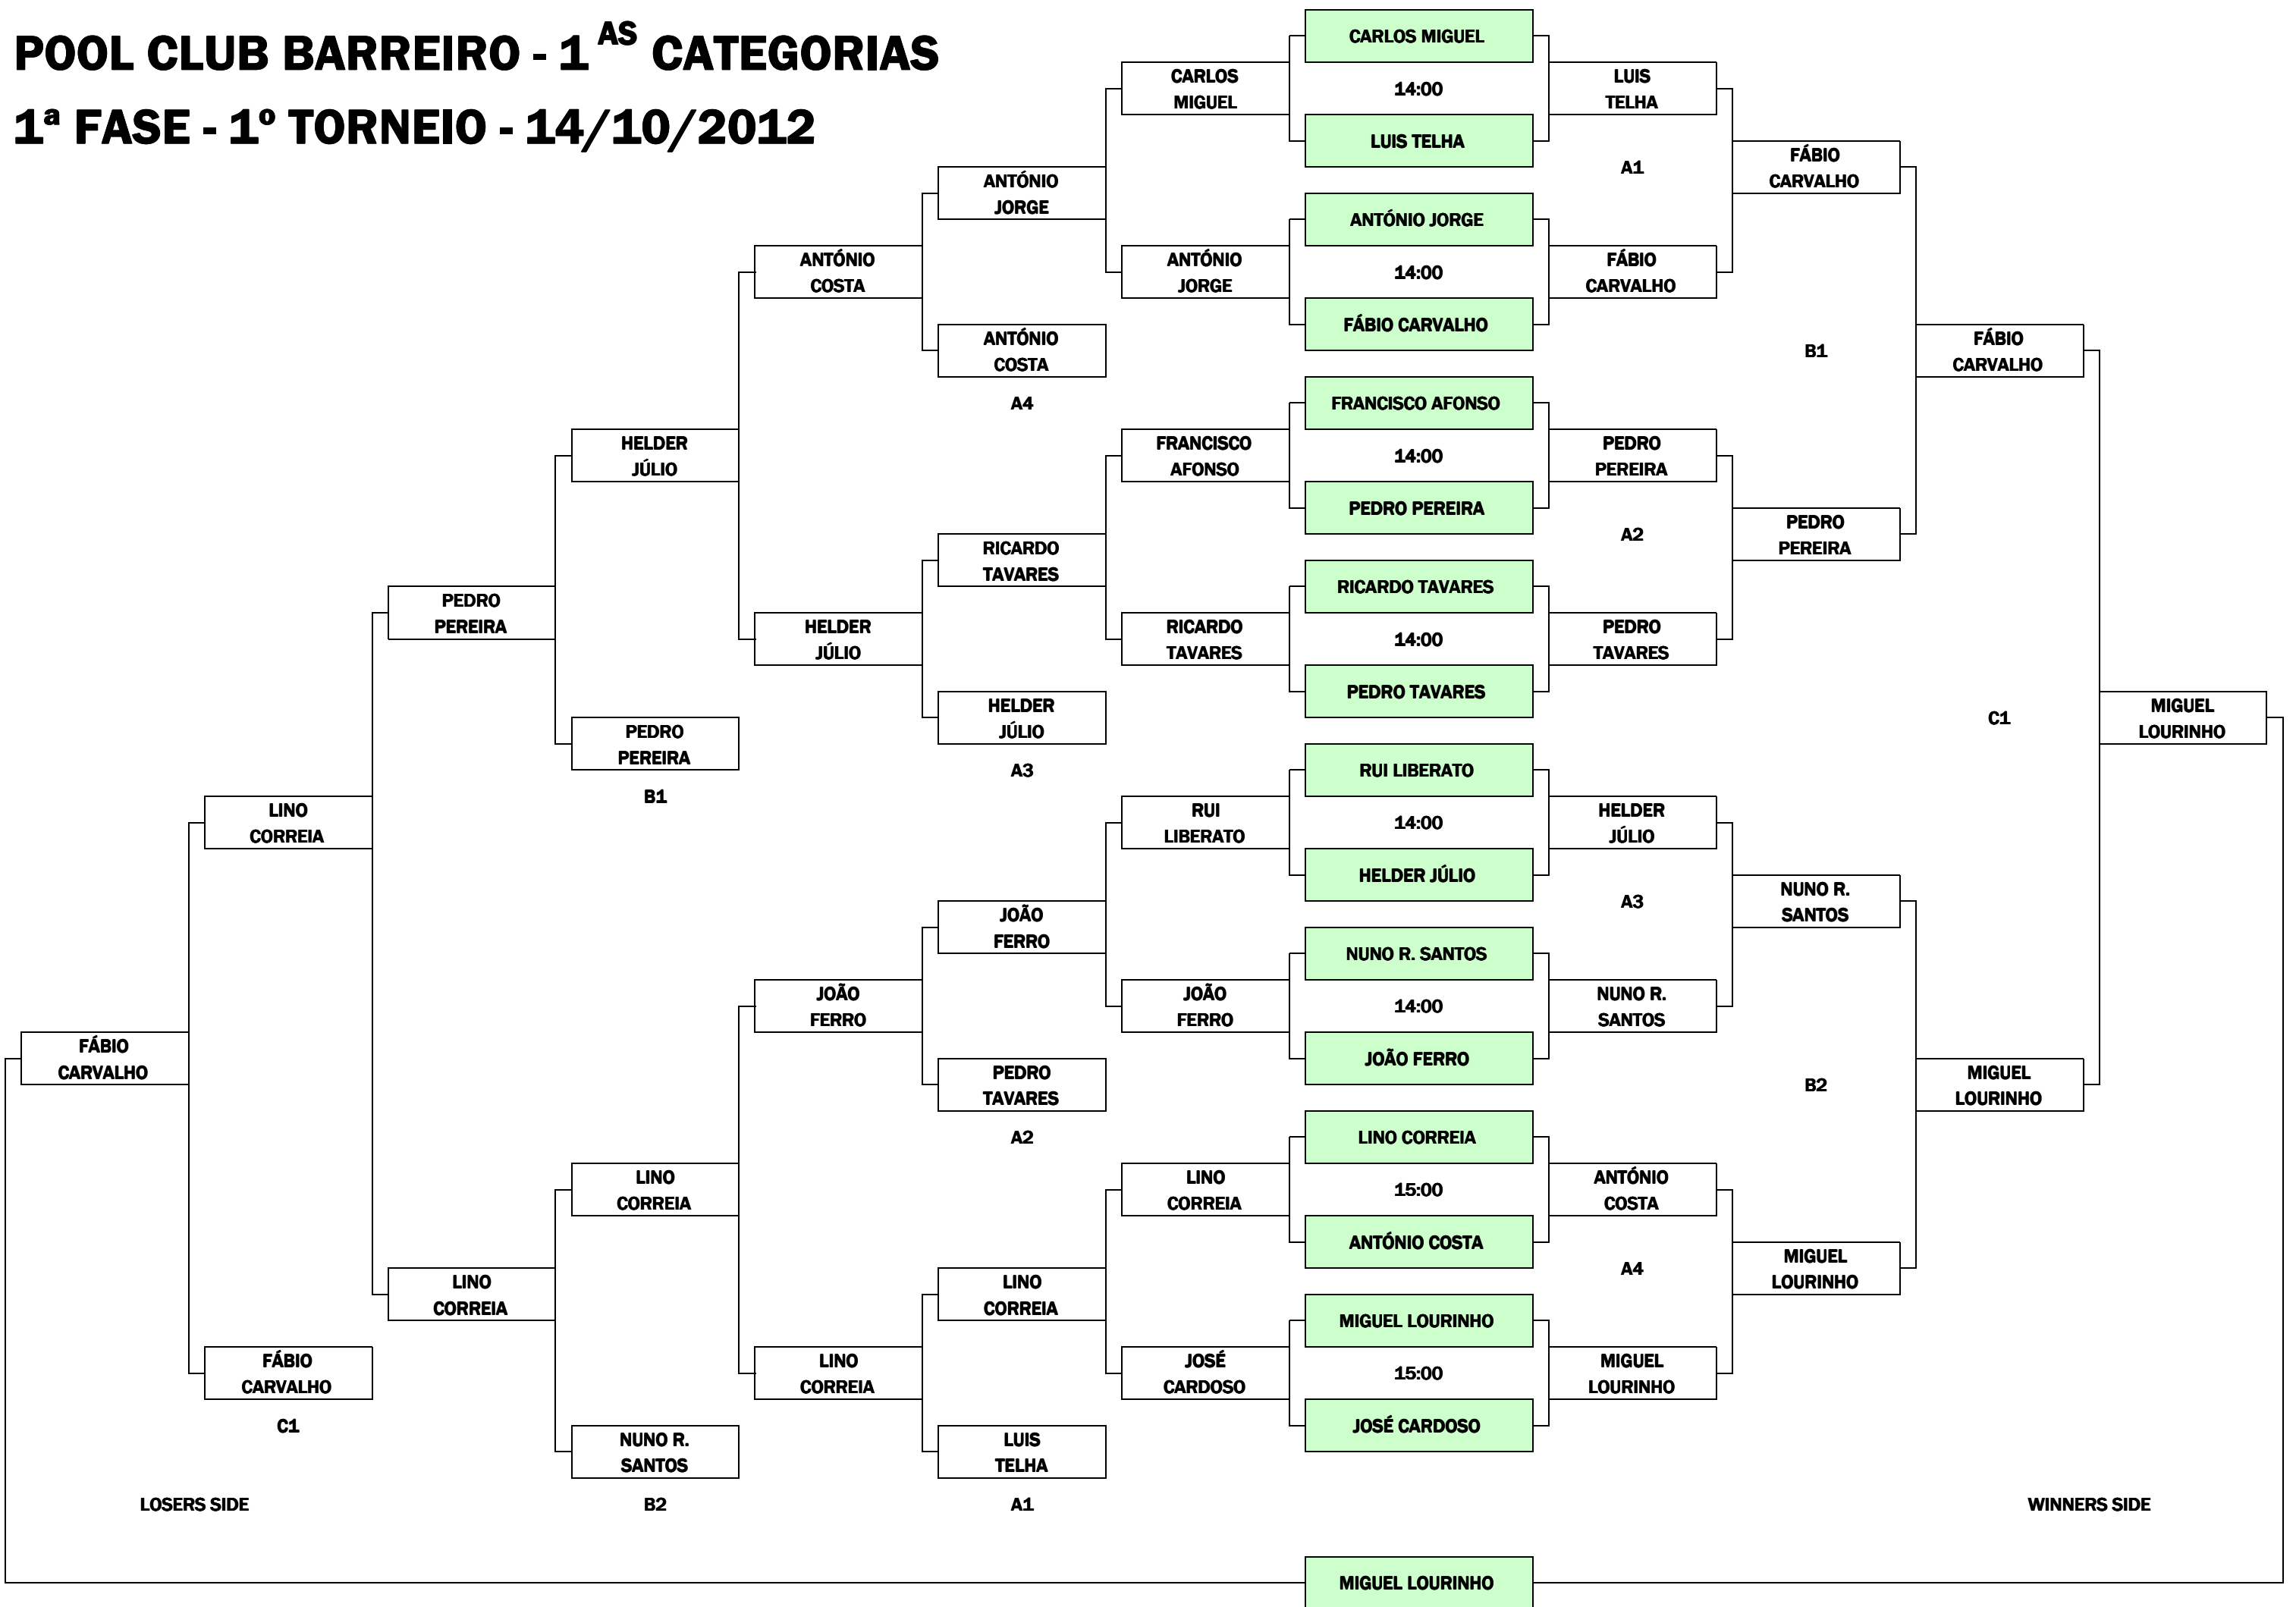 POOL CLUB BARREIRO - 1 AS CATEGORIAS
1ª FASE - 1º TORNEIO - 14/10/2012
CARLOS MIGUEL
14:00
LUIS TELHA
ANTÓNIO JORGE
14:00
FÁBIO CARVALHO
FRANCISCO AFONSO
14:00
PEDRO PEREIRA
RICARDO TAVARES
14:00
PEDRO TAVARES
RUI LIBERATO
14:00
HELDER JÚLIO
NUNO R. SANTOS
14:00
JOÃO FERRO
LINO CORREIA
15:00
ANTÓNIO COSTA
MIGUEL LOURINHO
15:00
JOSÉ CARDOSO
LUIS
TELHA
A1
FÁBIO
CARVALHO
PEDRO
PEREIRA
A2
PEDRO
TAVARES
HELDER
JÚLIO
A3
NUNO R.
SANTOS
ANTÓNIO
COSTA
A4
MIGUEL
LOURINHO
FÁBIO
CARVALHO
B1
PEDRO
PEREIRA
NUNO R.
SANTOS
B2
MIGUEL
LOURINHO
FÁBIO
CARVALHO
C1
MIGUEL
LOURINHO
MIGUEL
LOURINHO
WINNERS SIDE
CARLOS
MIGUEL
ANTÓNIO
JORGE
FRANCISCO
AFONSO
RICARDO
TAVARES
RUI
LIBERATO
JOÃO
FERRO
LINO
CORREIA
JOSÉ
CARDOSO
ANTÓNIO
JORGE
ANTÓNIO
COSTA
A4
RICARDO
TAVARES
HELDER
JÚLIO
A3
JOÃO
FERRO
PEDRO
TAVARES
A2
LINO
CORREIA
LUIS
TELHA
A1
ANTÓNIO
COSTA
HELDER
JÚLIO
JOÃO
FERRO
LINO
CORREIA
HELDER
JÚLIO
PEDRO
PEREIRA
B1
LINO
CORREIA
NUNO R.
SANTOS
B2
PEDRO
PEREIRA
LINO
CORREIA
LINO
CORREIA
FÁBIO
CARVALHO
C1
FÁBIO
CARVALHO
LOSERS SIDE
MIGUEL LOURINHO